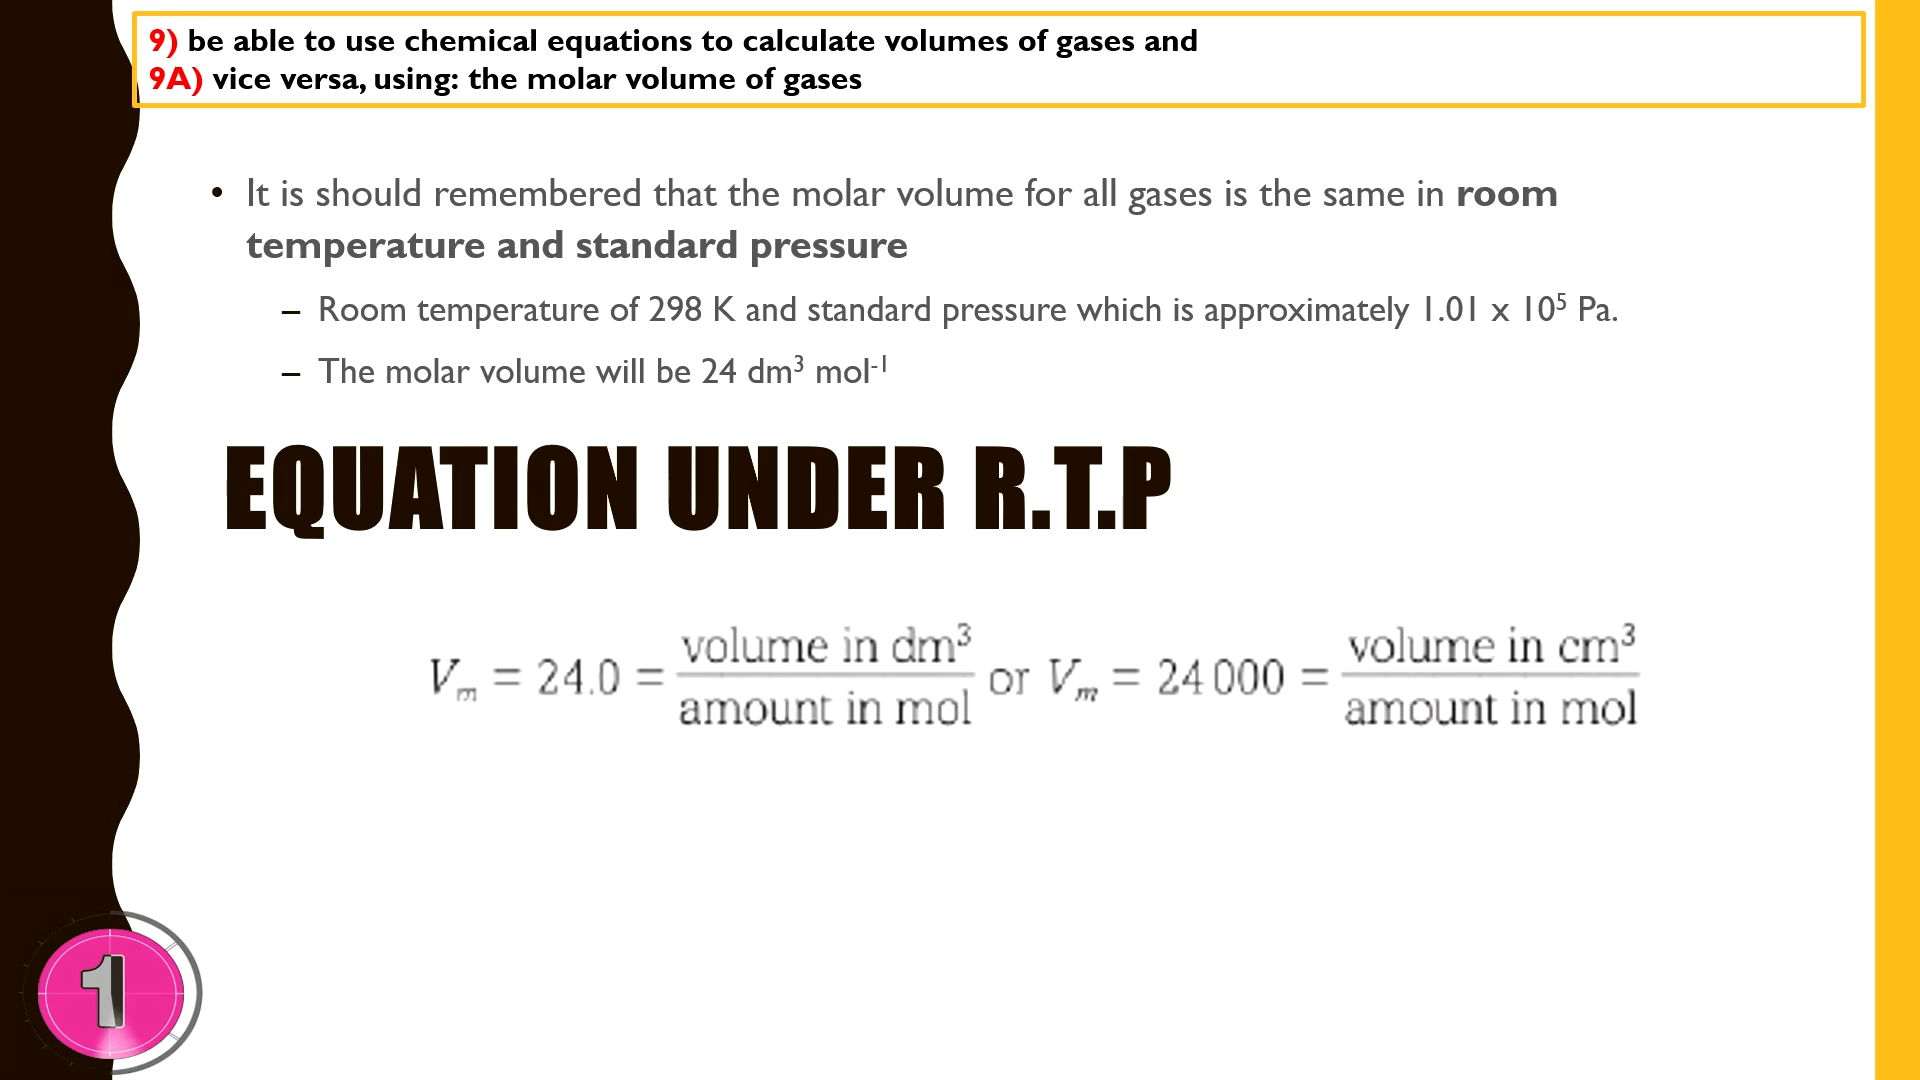 9) be able to use chemical equations to calculate volumes of gases and
9A) vice versa, using: the molar volume of gases
• It is should remembered that the molar volume for all gases is the same in room
temperature and standard pressure
– Room temperature of 298 K and standard pressure which is approximately 1.01 x 10⁵ Pa.
– The molar volume will be 24 dm³ mol⁻¹
EQUATION UNDER R.T.P
Vₘ = 24.0 = volume in dm³ / amount in mol or Vₘ = 24 000 = volume in cm³ / amount in mol
1